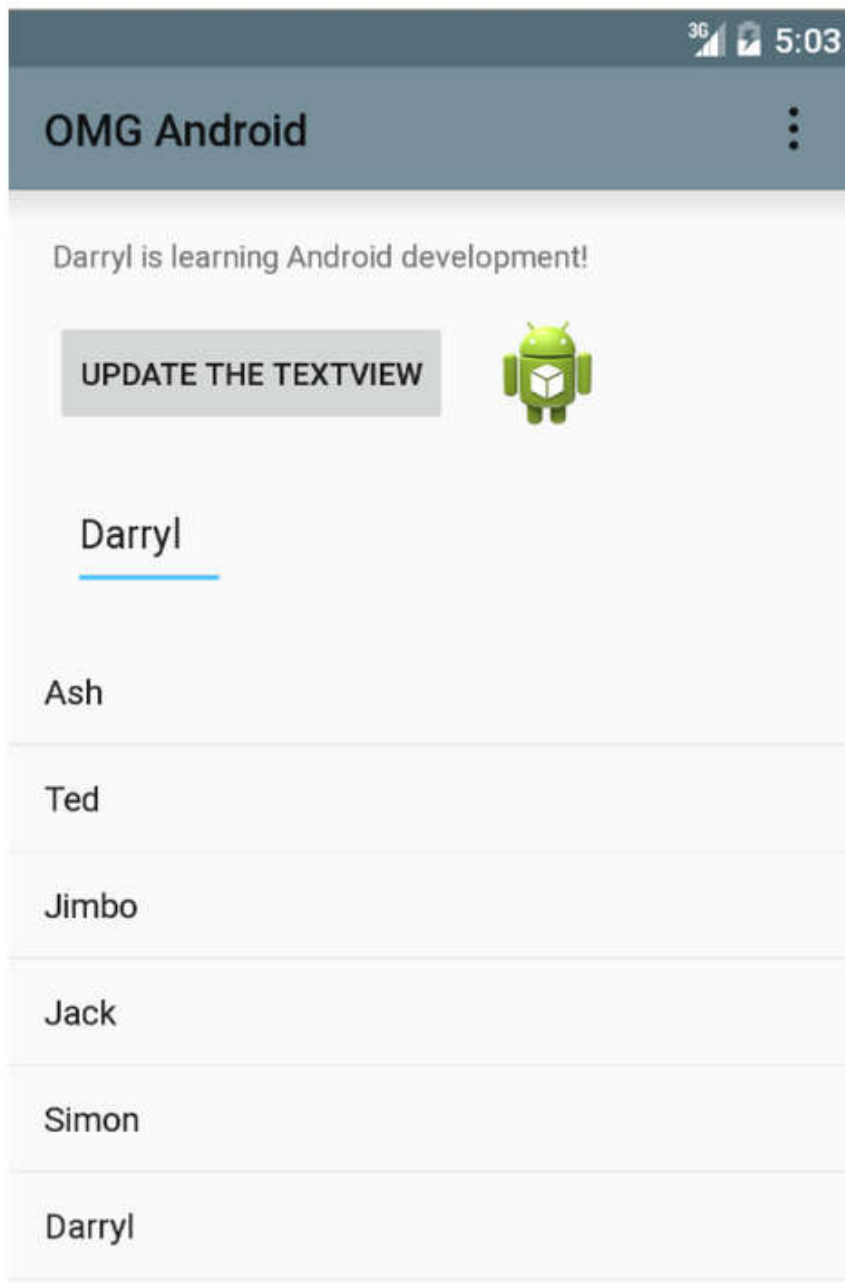 3G 5:03
OMG Android
Darryl is learning Android development!
UPDATE THE TEXTVIEW
Darryl
Ash
Ted
Jimbo
Jack
Simon
Darryl